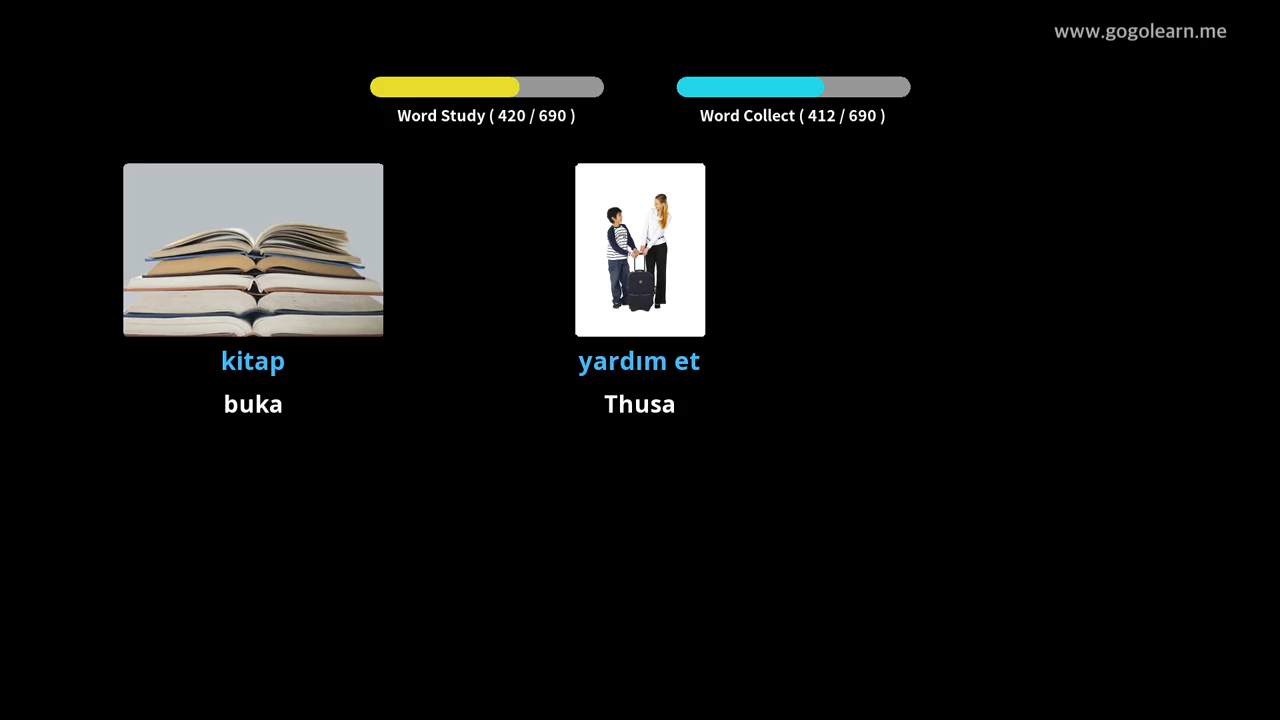 www.gogolearn.me
Word Study ( 420 / 690 )
Word Collect ( 412 / 690 )
kitap
yardım et
buka
Thusa